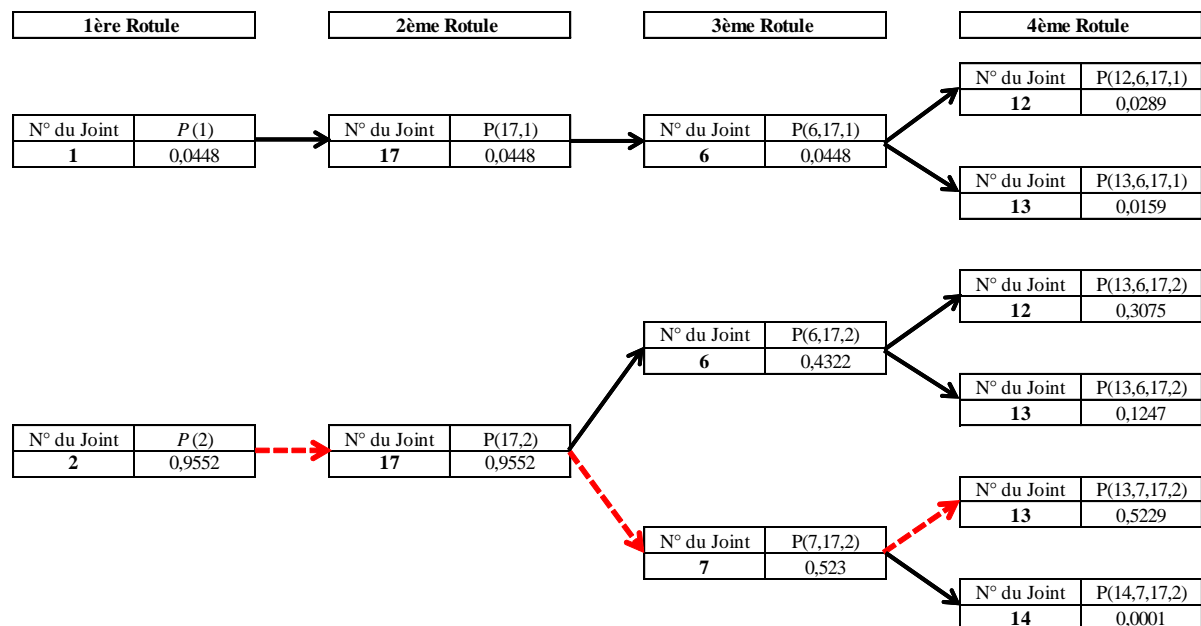 1ère Rotule 2ème Rotule 3ème Rotule 4ème Rotule
N° du Joint P(12,6,17,1)
12 0,0289
N° du Joint P(1) N° du Joint P(17,1) N° du Joint P(6,17,1)
1 0,0448 17 0,0448 6 0,0448
N° du Joint P(13,6,17,1)
13 0,0159
N° du Joint P(13,6,17,2)
12 0,3075
N° du Joint P(6,17,2)
6 0,4322
N° du Joint P(13,6,17,2)
13 0,1247
N° du Joint P(2) N° du Joint P(17,2)
2 0,9552 17 0,9552
N° du Joint P(13,7,17,2)
13 0,5229
N° du Joint P(7,17,2)
7 0,523
N° du Joint P(14,7,17,2)
14 0,0001